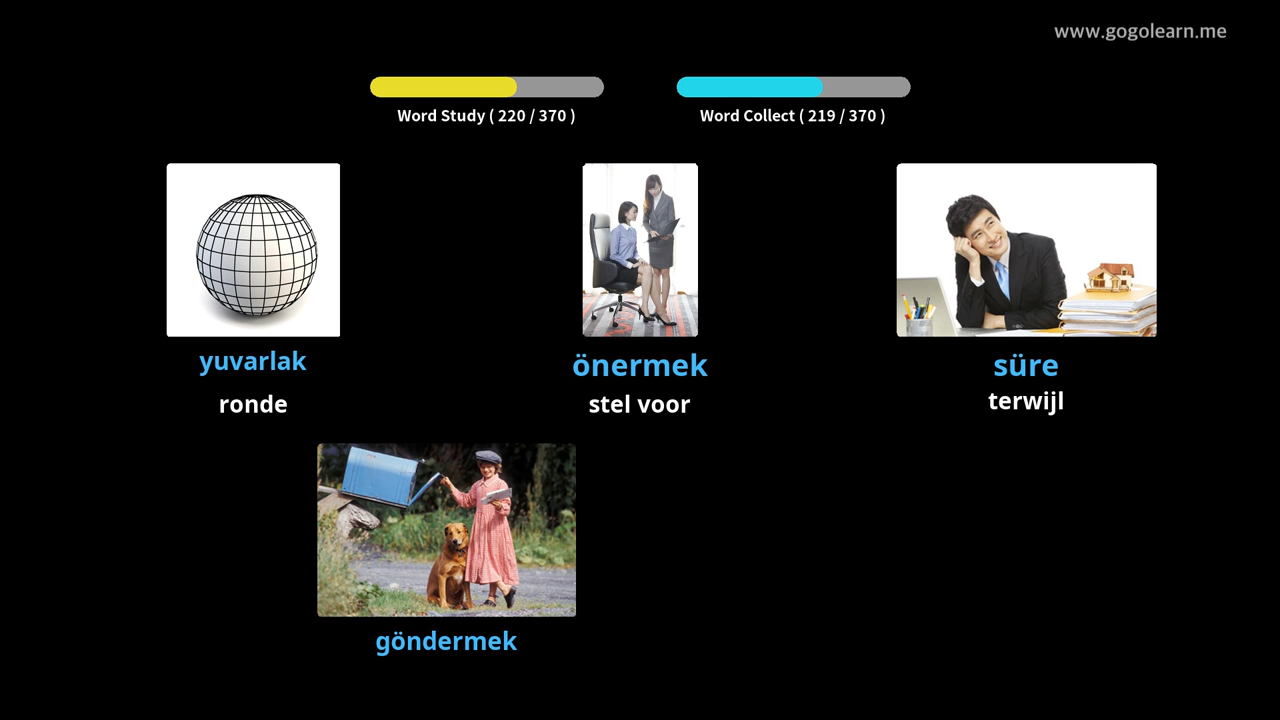 www.gogolearn.me
Word Study ( 220 / 370 )
Word Collect ( 219 / 370 )
yuvarlak
ronde
önermek
stel voor
süre
terwijl
göndermek